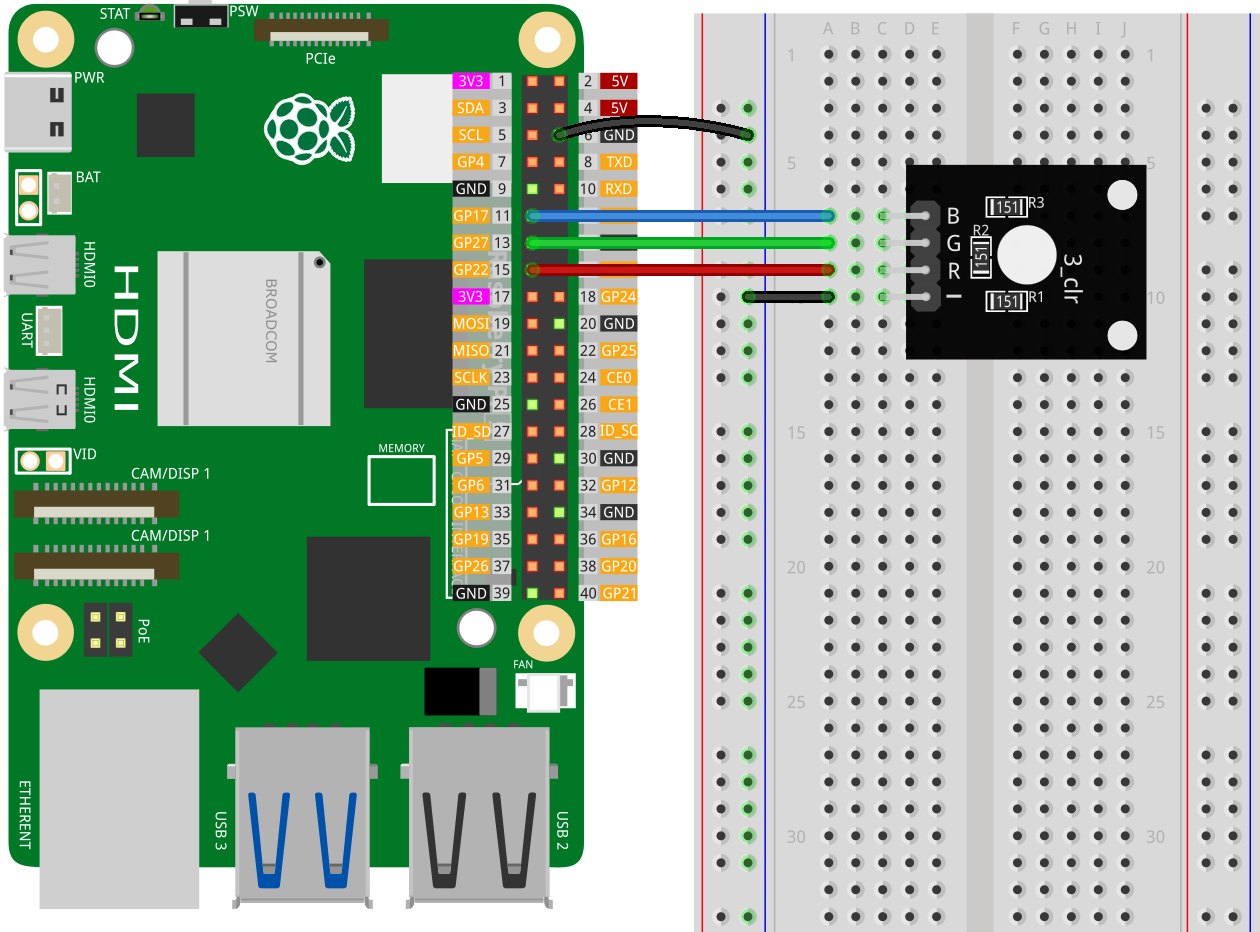 STAT
PSW
PCIe
PWR
BAT
HDMI0
UART
HDMI
HDMI0
VID
BROADCOM
MEMORY
CAM/DISP 1
CAM/DISP 1
PoE
FAN
ETHERENT
USB 3
USB 2
3V3 1 2 5V
SDA 3 4 5V
SCL 5 6 GND
GP4 7 8 TXD
GND 9 10 RXD
GP17 11
GP27 13
GP22 15
3V3 17 18 GP24
MOSI 19 20 GND
MISO 21 22 GP25
SCLK 23 24 CE0
GND 25 26 CE1
ID_SD 27 28 ID_SC
GP5 29 30 GND
GP6 31 32 GP12
GP13 33 34 GND
GP19 35 36 GP16
GP26 37 38 GP20
GND 39 40 GP21
A B C D E F G H I J
1 1
5 5
10 10
15 15
20 20
25 25
30 30
B
G
R
−
151 R3
R2
151
151 R1
3_clr